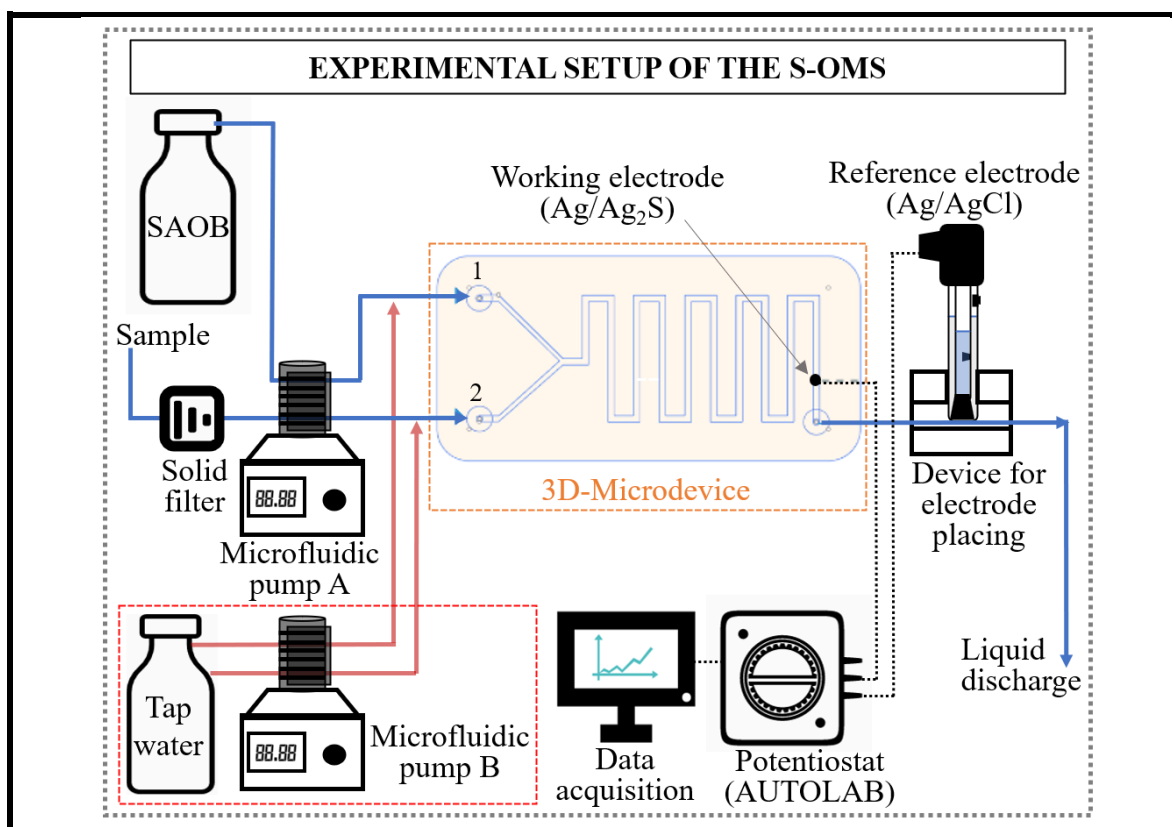 EXPERIMENTAL SETUP OF THE S-OMS
SAOB
Working electrode
(Ag/Ag₂S)
Reference electrode
(Ag/AgCl)
1
Sample
2
Solid
filter
88.88
3D-Microdevice
Device for
electrode
placing
Microfluidic
pump A
Tap
water
88.88
Microfluidic
pump B
Data
acquisition
Potentiostat
(AUTOLAB)
Liquid
discharge